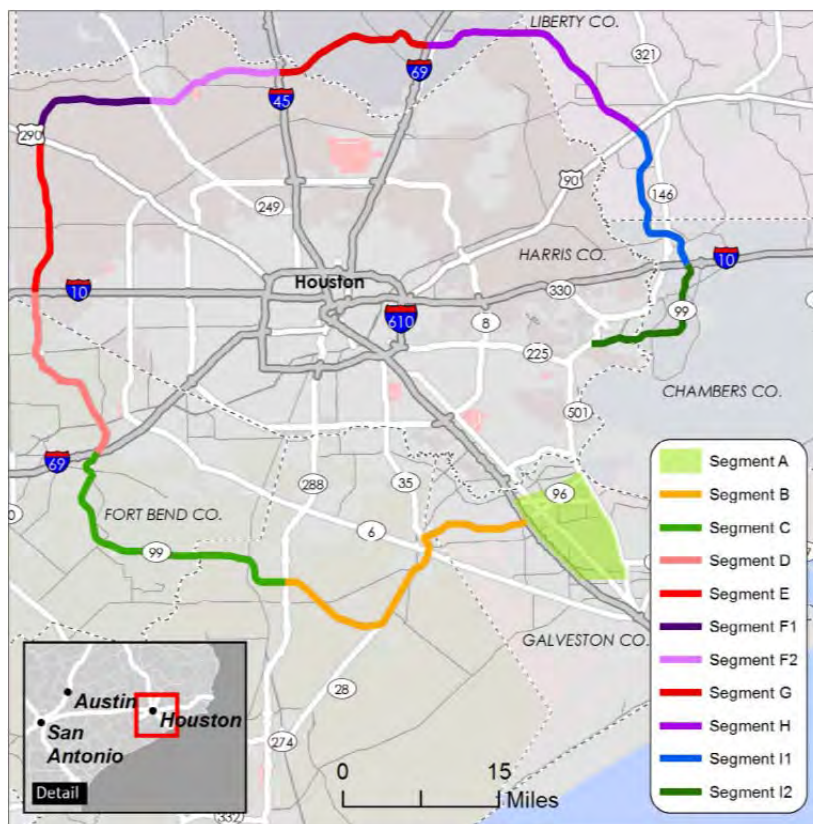 LIBERTY CO.
321
69
45
290
90
249
146
HARRIS CO.
10
Houston
10
330
610
8
99
225
CHAMBERS CO.
501
69
288
35
96
FORT BEND CO.
6
99
GALVESTON CO.
28
274
332
Segment A
Segment B
Segment C
Segment D
Segment E
Segment F1
Segment F2
Segment G
Segment H
Segment I1
Segment I2
Austin
Houston
San
Antonio
Detail
0 15
Miles